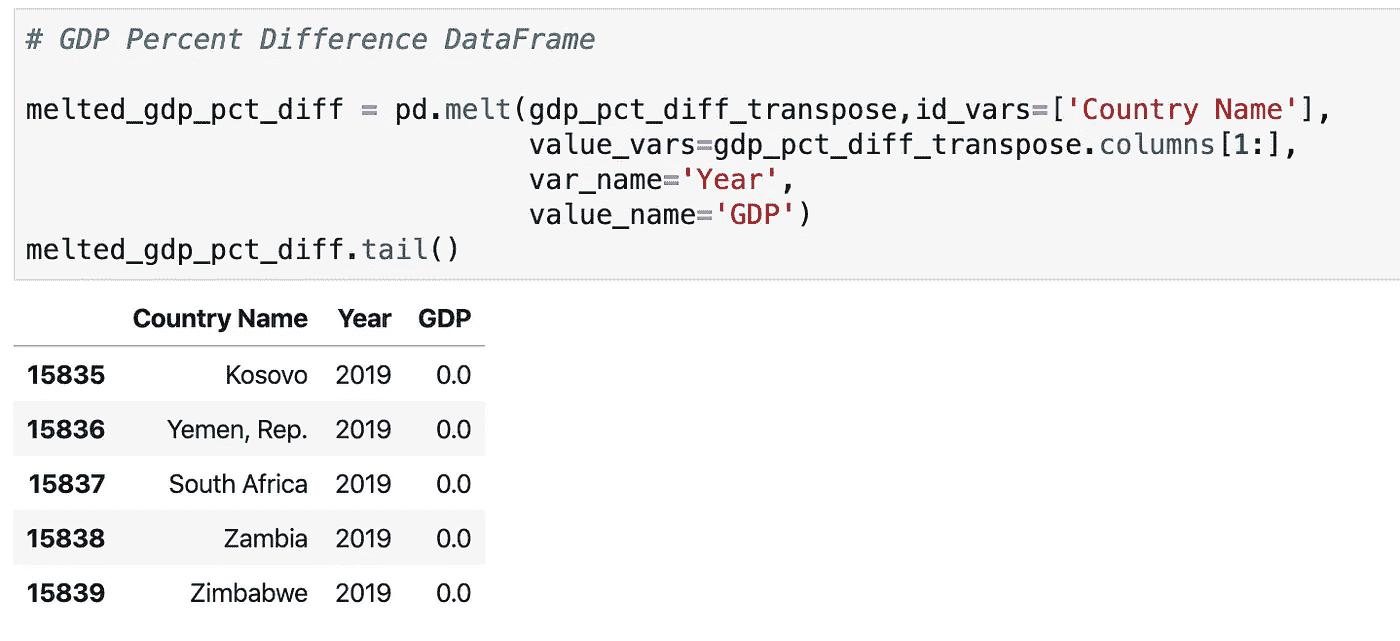 # GDP Percent Difference DataFrame
melted_gdp_pct_diff = pd.melt(gdp_pct_diff_transpose,id_vars=['Country Name'],
value_vars=gdp_pct_diff_transpose.columns[1:],
var_name='Year',
value_name='GDP')
melted_gdp_pct_diff.tail()
Country Name Year GDP
15835 Kosovo 2019 0.0
15836 Yemen, Rep. 2019 0.0
15837 South Africa 2019 0.0
15838 Zambia 2019 0.0
15839 Zimbabwe 2019 0.0